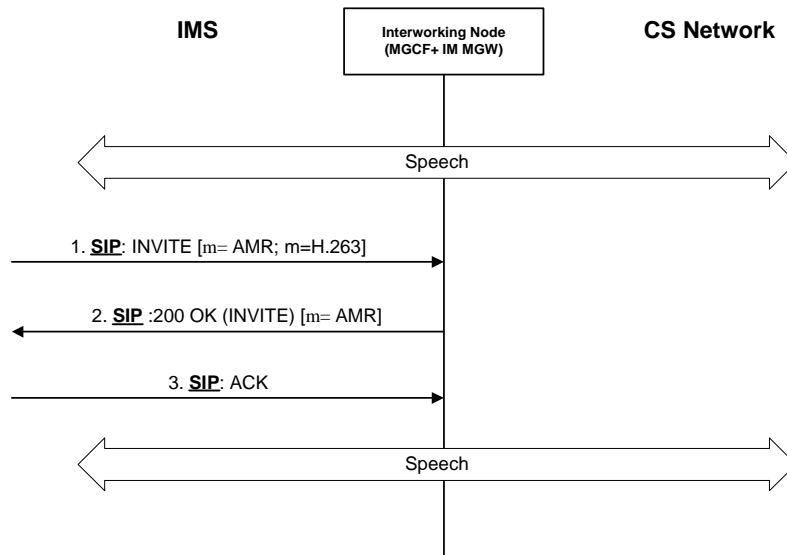 IMS
Interworking Node
(MGCF+ IM MGW)
CS Network
Speech
1. SIP: INVITE [m= AMR; m=H.263]
2. SIP :200 OK (INVITE) [m= AMR]
3. SIP: ACK
Speech